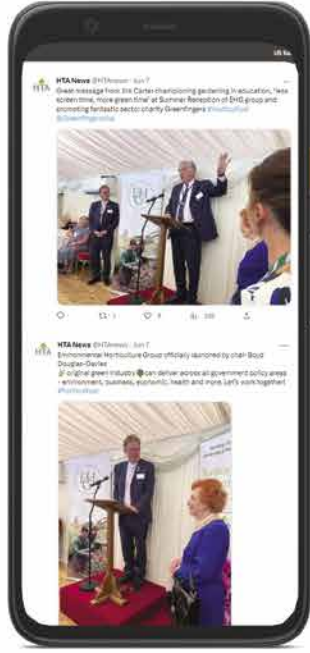 HTA News @HTAnews · Jun 7
Great message from Jim Carter championing gardening in education, 'less
screen time, more green time' at Summer Reception of EHG group and
promoting fantastic sector charity Greenfingers
HTA News @HTAnews · Jun 7
Environmental Horticulture Group officially launched by chair Boyd
Douglas-Davies
original green industry can deliver across all government policy areas
- environment, business, economic, health and more. Let's work together!